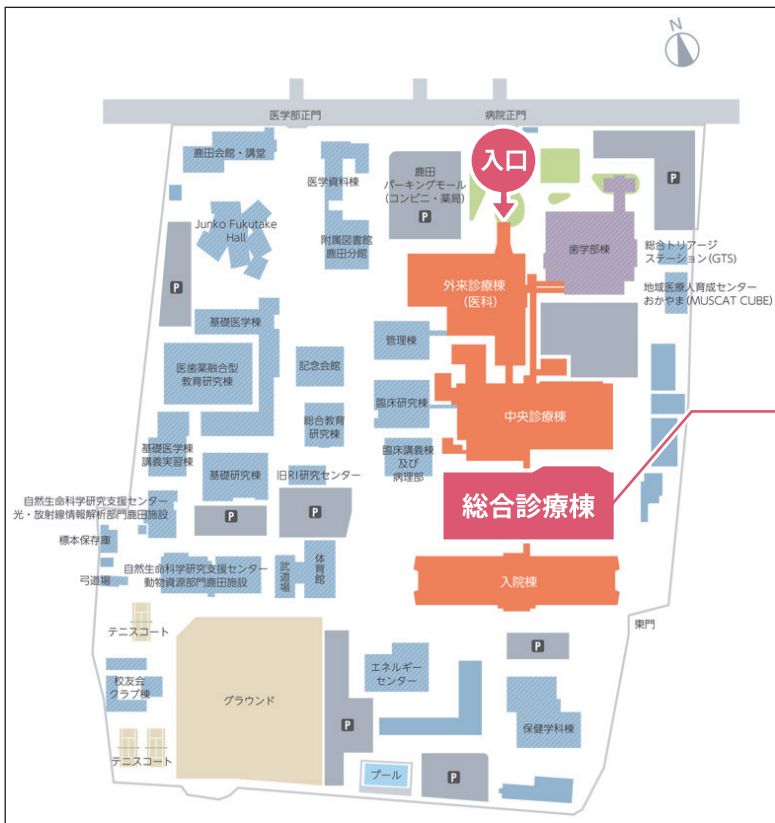 N
医学部正門
病院正門
鹿田会館・講堂
医学資料棟
鹿田
パーキングモール
(コンビニ・薬局)
P
入口
P
Junko Fukutake
Hall
附属図書館
鹿田分館
歯学部棟
総合トリアージ
ステーション(GTS)
外来診療棟
(医科)
地域医療人育成センター
おかやま(MUSCAT CUBE)
P
基礎医学棟
管理棟
医歯薬融合型
教育研究棟
記念会館
臨床研究棟
中央診療棟
総合教育
研究棟
基礎医学棟
講義実習棟
臨床講義棟
及び
病理部
基礎研究棟
旧RI研究センター
総合診療棟
自然生命科学研究支援センター
光・放射線情報解析部門鹿田施設
P
P
標本保存庫
自然生命科学研究支援センター
動物資源部門鹿田施設
武道場
体育館
弓道場
入院棟
テニスコート
東門
P
エネルギー
センター
校友会
クラブ棟
グラウンド
P
保健学科棟
テニスコート
プール
P